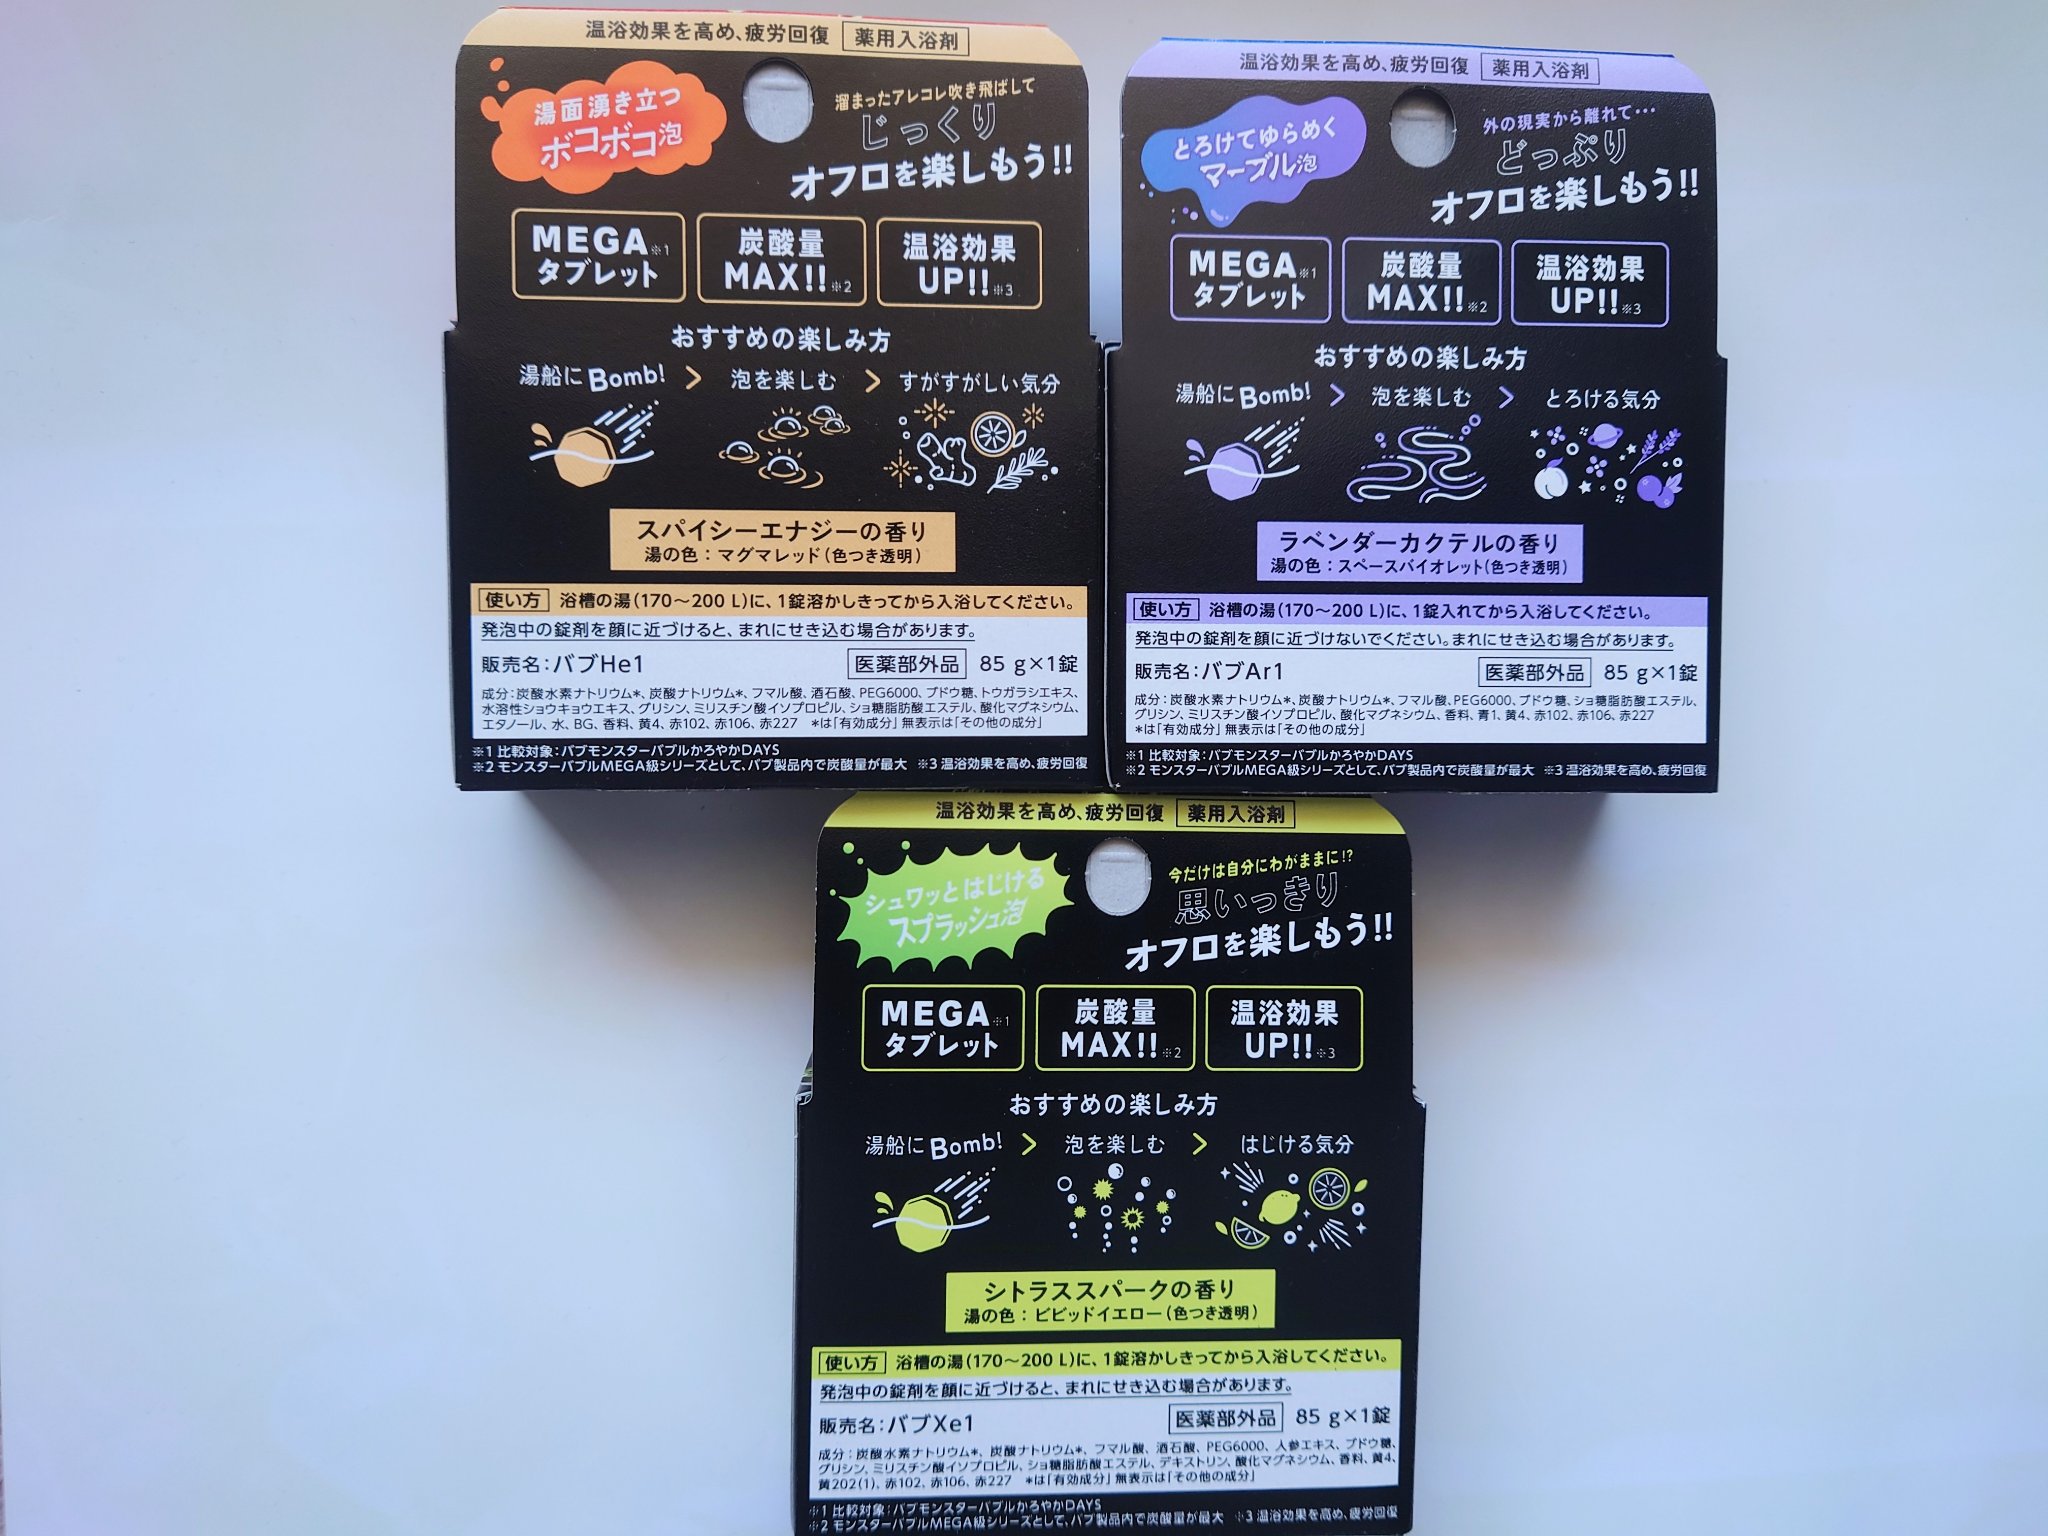 温浴効果を高め、疲労回復 薬用入浴剤
湯面湧き立つ
ボコボコ泡
溜まったアレコレ吹き飛ばして
じっくり
オフロを楽しもう!!
MEGA※1
タブレット
炭酸量
MAX!!※2
温浴効果
UP!!※3
おすすめの楽しみ方
湯船にBomb! > 泡を楽しむ > すがすがしい気分
スパイシーエナジーの香り
湯の色:マグマレッド(色つき透明)
使い方 浴槽の湯(170〜200 L)に、1錠溶かしきってから入浴してください。
発泡中の錠剤を顔に近づけると、まれにせき込む場合があります。
販売名:バブHe1 医薬部外品 85 g×1錠
成分:炭酸水素ナトリウム*、炭酸ナトリウム*、フマル酸、酒石酸、PEG6000、ブドウ糖、トウガラシエキス、
水溶性ショウキョウエキス、グリシン、ミリスチン酸イソプロピル、ショ糖脂肪酸エステル、酸化マグネシウム、
エタノール、水、BG、香料、黄4、赤102、赤106、赤227 *は「有効成分」無表示は「その他の成分」
※1 比較対象:バブモンスターバブルかろやかDAYS
※2 モンスターバブルMEGA級シリーズとして、バブ製品内で炭酸量が最大 ※3 温浴効果を高め、疲労回復
温浴効果を高め、疲労回復 薬用入浴剤
とろけてゆらめく
マーブル泡
外の現実から離れて・・・
どっぷり
オフロを楽しもう!!
MEGA※1
タブレット
炭酸量
MAX!!※2
温浴効果
UP!!※3
おすすめの楽しみ方
湯船にBomb! > 泡を楽しむ > とろける気分
ラベンダーカクテルの香り
湯の色:スペースバイオレット(色つき透明)
使い方 浴槽の湯(170〜200 L)に、1錠入れてから入浴してください。
発泡中の錠剤を顔に近づけないでください。まれにせき込む場合があります。
販売名:バブAr1 医薬部外品 85 g×1錠
成分:炭酸水素ナトリウム*、炭酸ナトリウム*、フマル酸、PEG6000、ブドウ糖、ショ糖脂肪酸エステル、
グリシン、ミリスチン酸イソプロピル、酸化マグネシウム、香料、青1、黄4、赤102、赤106、赤227
*は「有効成分」無表示は「その他の成分」
※1 比較対象:バブモンスターバブルかろやかDAYS
※2 モンスターバブルMEGA級シリーズとして、バブ製品内で炭酸量が最大 ※3 温浴効果を高め、疲労回復
温浴効果を高め、疲労回復 薬用入浴剤
シュワッとはじける
スプラッシュ泡
今だけは自分にわがままに!?
思いっきり
オフロを楽しもう!!
MEGA※1
タブレット
炭酸量
MAX!!※2
温浴効果
UP!!※3
おすすめの楽しみ方
湯船にBomb! > 泡を楽しむ > はじける気分
シトラススパークの香り
湯の色:ビビッドイエロー(色つき透明)
使い方 浴槽の湯(170〜200 L)に、1錠溶かしきってから入浴してください。
発泡中の錠剤を顔に近づけると、まれにせき込む場合があります。
販売名:バブXe1 医薬部外品 85 g×1錠
成分:炭酸水素ナトリウム*、炭酸ナトリウム*、フマル酸、酒石酸、PEG6000、人参エキス、ブドウ糖、
グリシン、ミリスチン酸イソプロピル、ショ糖脂肪酸エステル、デキストリン、酸化マグネシウム、香料、黄4、
黄202(1)、赤102、赤106、赤227 *は「有効成分」無表示は「その他の成分」
※1 比較対象:バブモンスターバブルかろやかDAYS
※2 モンスターバブルMEGA級シリーズとして、バブ製品内で炭酸量が最大 ※3 温浴効果を高め、疲労回復